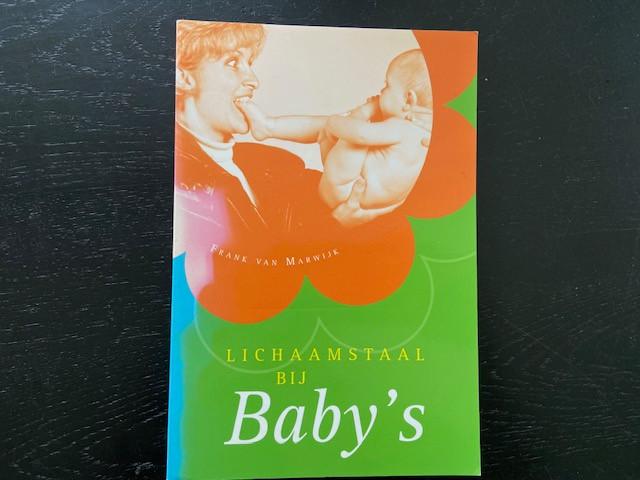 Frank van Marwijk
LICHAAMSTAAL
BIJ
Baby's